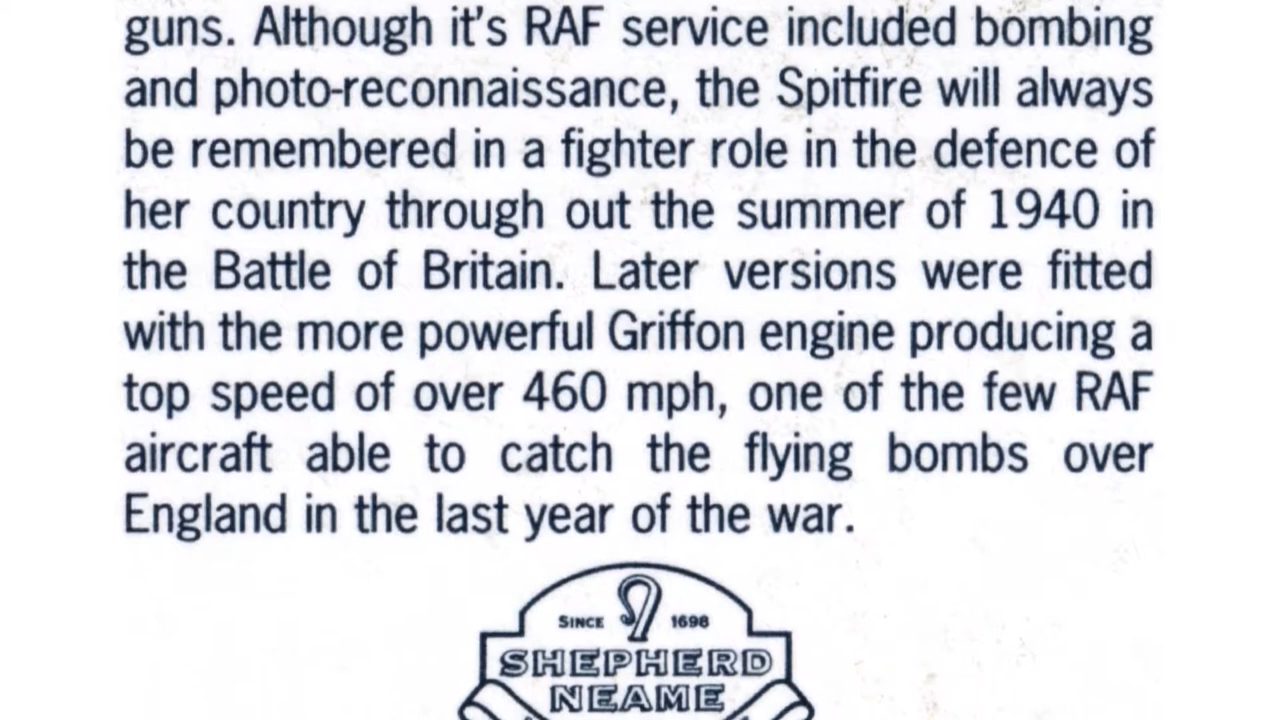 guns. Although it's RAF service included bombing
and photo-reconnaissance, the Spitfire will always
be remembered in a fighter role in the defence of
her country through out the summer of 1940 in
the Battle of Britain. Later versions were fitted
with the more powerful Griffon engine producing a
top speed of over 460 mph, one of the few RAF
aircraft able to catch the flying bombs over
England in the last year of the war.
SINCE 1698
SHEPHERD
NEAME